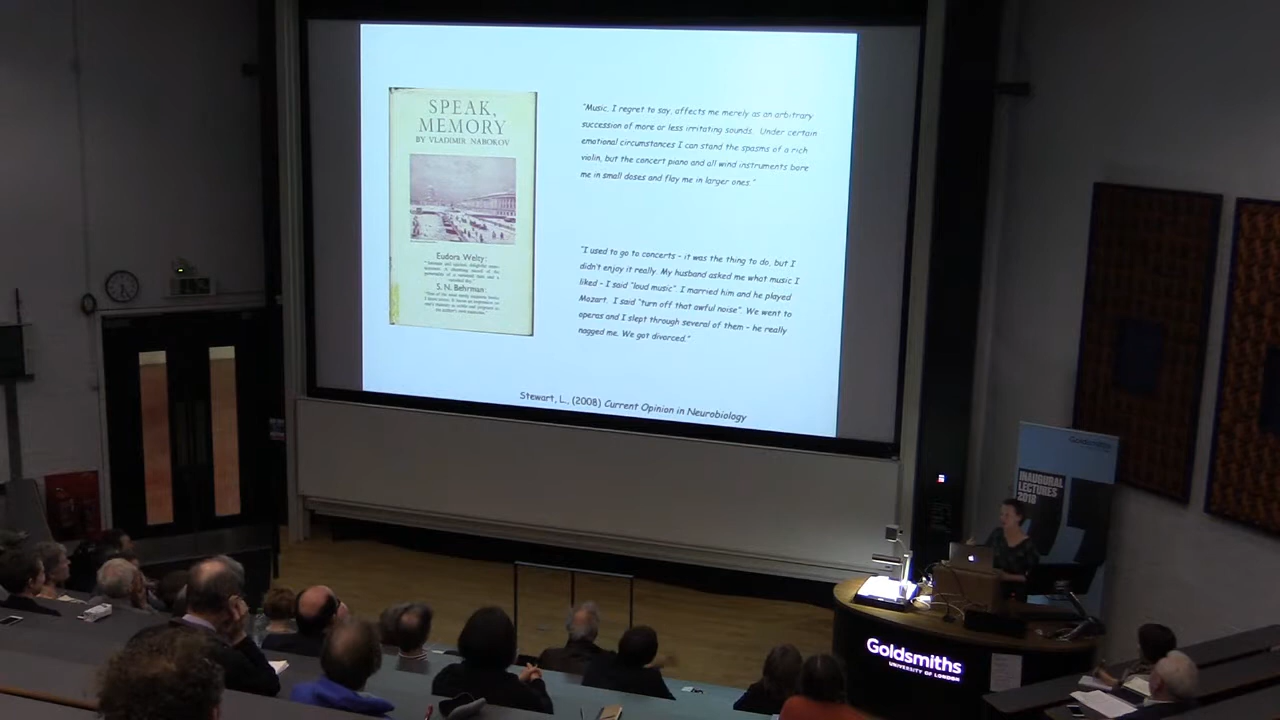 SPEAK,
MEMORY
BY VLADIMIR NABOKOV
Eudora Welty:
S. N. Behrman:
"Music, I regret to say, affects me merely as an arbitrary
succession of more or less irritating sounds. Under certain
emotional circumstances I can stand the spasms of a rich
violin, but the concert piano and all wind instruments bore
me in small doses and flay me in larger ones."
"I used to go to concerts – it was the thing to do, but I
didn't enjoy it really. My husband asked me what music I
liked – I said "loud music". I married him and he played
Mozart. I said "turn off that awful noise". We went to
operas and I slept through several of them – he really
nagged me. We got divorced."
Stewart, L., (2008) Current Opinion in Neurobiology
Goldsmiths
INAUGURAL
LECTURES
2018
Goldsmiths
UNIVERSITY OF LONDON